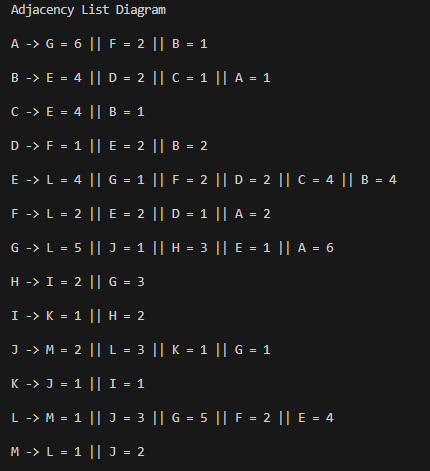 Adjacency List Diagram
A -> G = 6 || F = 2 || B = 1
B -> E = 4 || D = 2 || C = 1 || A = 1
C -> E = 4 || B = 1
D -> F = 1 || E = 2 || B = 2
E -> L = 4 || G = 1 || F = 2 || D = 2 || C = 4 || B = 4
F -> L = 2 || E = 2 || D = 1 || A = 2
G -> L = 5 || J = 1 || H = 3 || E = 1 || A = 6
H -> I = 2 || G = 3
I -> K = 1 || H = 2
J -> M = 2 || L = 3 || K = 1 || G = 1
K -> J = 1 || I = 1
L -> M = 1 || J = 3 || G = 5 || F = 2 || E = 4
M -> L = 1 || J = 2